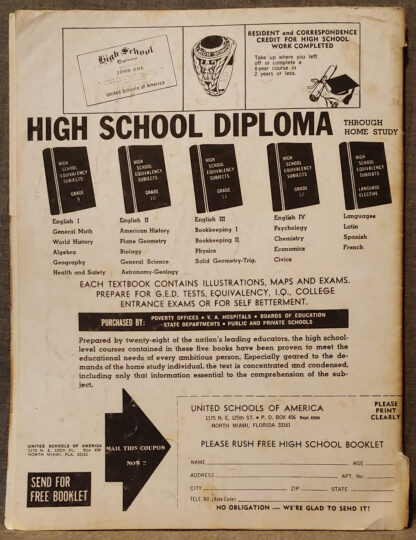 High School
Diploma
JOHN DOE
United Schools of America
RESIDENT and CORRESPONDENCE
CREDIT FOR HIGH SCHOOL
WORK COMPLETED
Take up where you left
off or complete a
4-year course in
2 years or less.
HIGH SCHOOL DIPLOMA THROUGH
HOME STUDY
HIGH
SCHOOL
EQUIVALENCY
SUBJECTS
GRADE
9
HIGH
SCHOOL
EQUIVALENCY
SUBJECTS
GRADE
10
HIGH
SCHOOL
EQUIVALENCY
SUBJECTS
GRADE
11
HIGH
SCHOOL
EQUIVALENCY
SUBJECTS
GRADE
12
HIGH
SCHOOL
EQUIVALENCY
SUBJECTS
LANGUAGE
ELECTIVE
English I
General Math
World History
Algebra
Geography
Health and Safety
English II
American History
Plane Geometry
Biology
General Science
Astronomy-Geology
English III
Bookkeeping I
Bookkeeping II
Physics
Solid Geometry-Trig.
English IV
Psychology
Chemistry
Economics
Civics
Languages
Latin
Spanish
French
EACH TEXTBOOK CONTAINS ILLUSTRATIONS, MAPS AND EXAMS.
PREPARE FOR G.E.D. TESTS, EQUIVALENCY, I.Q., COLLEGE
ENTRANCE EXAMS OR FOR SELF BETTERMENT.
PURCHASED BY: POVERTY OFFICES • V. A. HOSPITALS • BOARDS OF EDUCATION
STATE DEPARTMENTS • PUBLIC AND PRIVATE SCHOOLS
Prepared by twenty-eight of the nation's leading educators, the high school-
level courses contained in these five books have been proven to meet the
educational needs of every ambitious person. Especially geared to the de-
mands of the home study individual, the text is concentrated and condensed,
including only that information essential to the comprehension of the sub-
ject.
UNITED SCHOOLS OF AMERICA
1175 N. E. 125th ST. Box 456
NORTH MIAMI, FLA. 33161
SEND FOR
FREE BOOKLET
MAIL THIS COUPON
NOW !!
UNITED SCHOOLS OF AMERICA
1175 N. E. 125th ST. • P. O. BOX 456 Dept. 6504
NORTH MIAMI, FLORIDA 33161
PLEASE
PRINT
CLEARLY
PLEASE RUSH FREE HIGH SCHOOL BOOKLET
NAME AGE
ADDRESS APT. No.
CITY ZIP STATE
TELE NO. (Area Code)
NO OBLIGATION — WE'RE GLAD TO SEND IT!